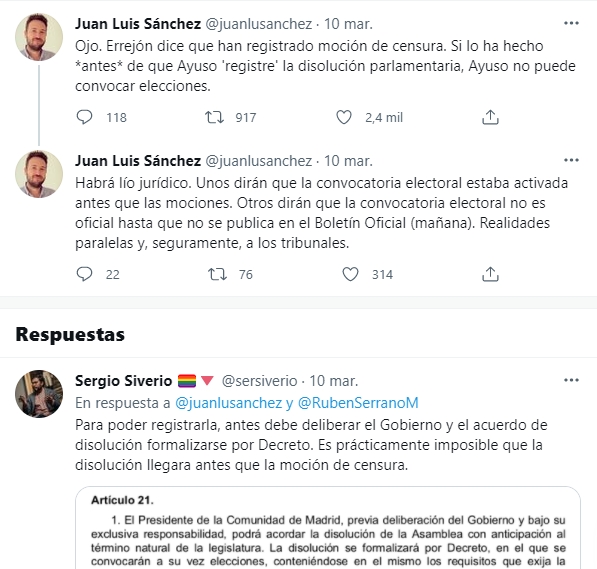 Juan Luis Sánchez @juanlusanchez · 10 mar.
Ojo. Errejón dice que han registrado moción de censura. Si lo ha hecho
*antes* de que Ayuso 'registre' la disolución parlamentaria, Ayuso no puede
convocar elecciones.
118 917 2,4 mil
Juan Luis Sánchez @juanlusanchez · 10 mar.
Habrá lío jurídico. Unos dirán que la convocatoria electoral estaba activada
antes que las mociones. Otros dirán que la convocatoria electoral no es
oficial hasta que no se publica en el Boletín Oficial (mañana). Realidades
paralelas y, seguramente, a los tribunales.
22 76 314
Respuestas
Sergio Siverio 🏳️‍🌈🔻 @sersiverio · 10 mar.
En respuesta a @juanlusanchez y @RubenSerranoM
Para poder registrarla, antes debe deliberar el Gobierno y el acuerdo de
disolución formalizarse por Decreto. Es prácticamente imposible que la
disolución llegara antes que la moción de censura.
Artículo 21.
1. El Presidente de la Comunidad de Madrid, previa deliberación del Gobierno y bajo su
exclusiva responsabilidad, podrá acordar la disolución de la Asamblea con anticipación al
término natural de la legislatura. La disolución se formalizará por Decreto, en el que se
convocarán a su vez elecciones, conteniéndose en el mismo los requisitos que exija la